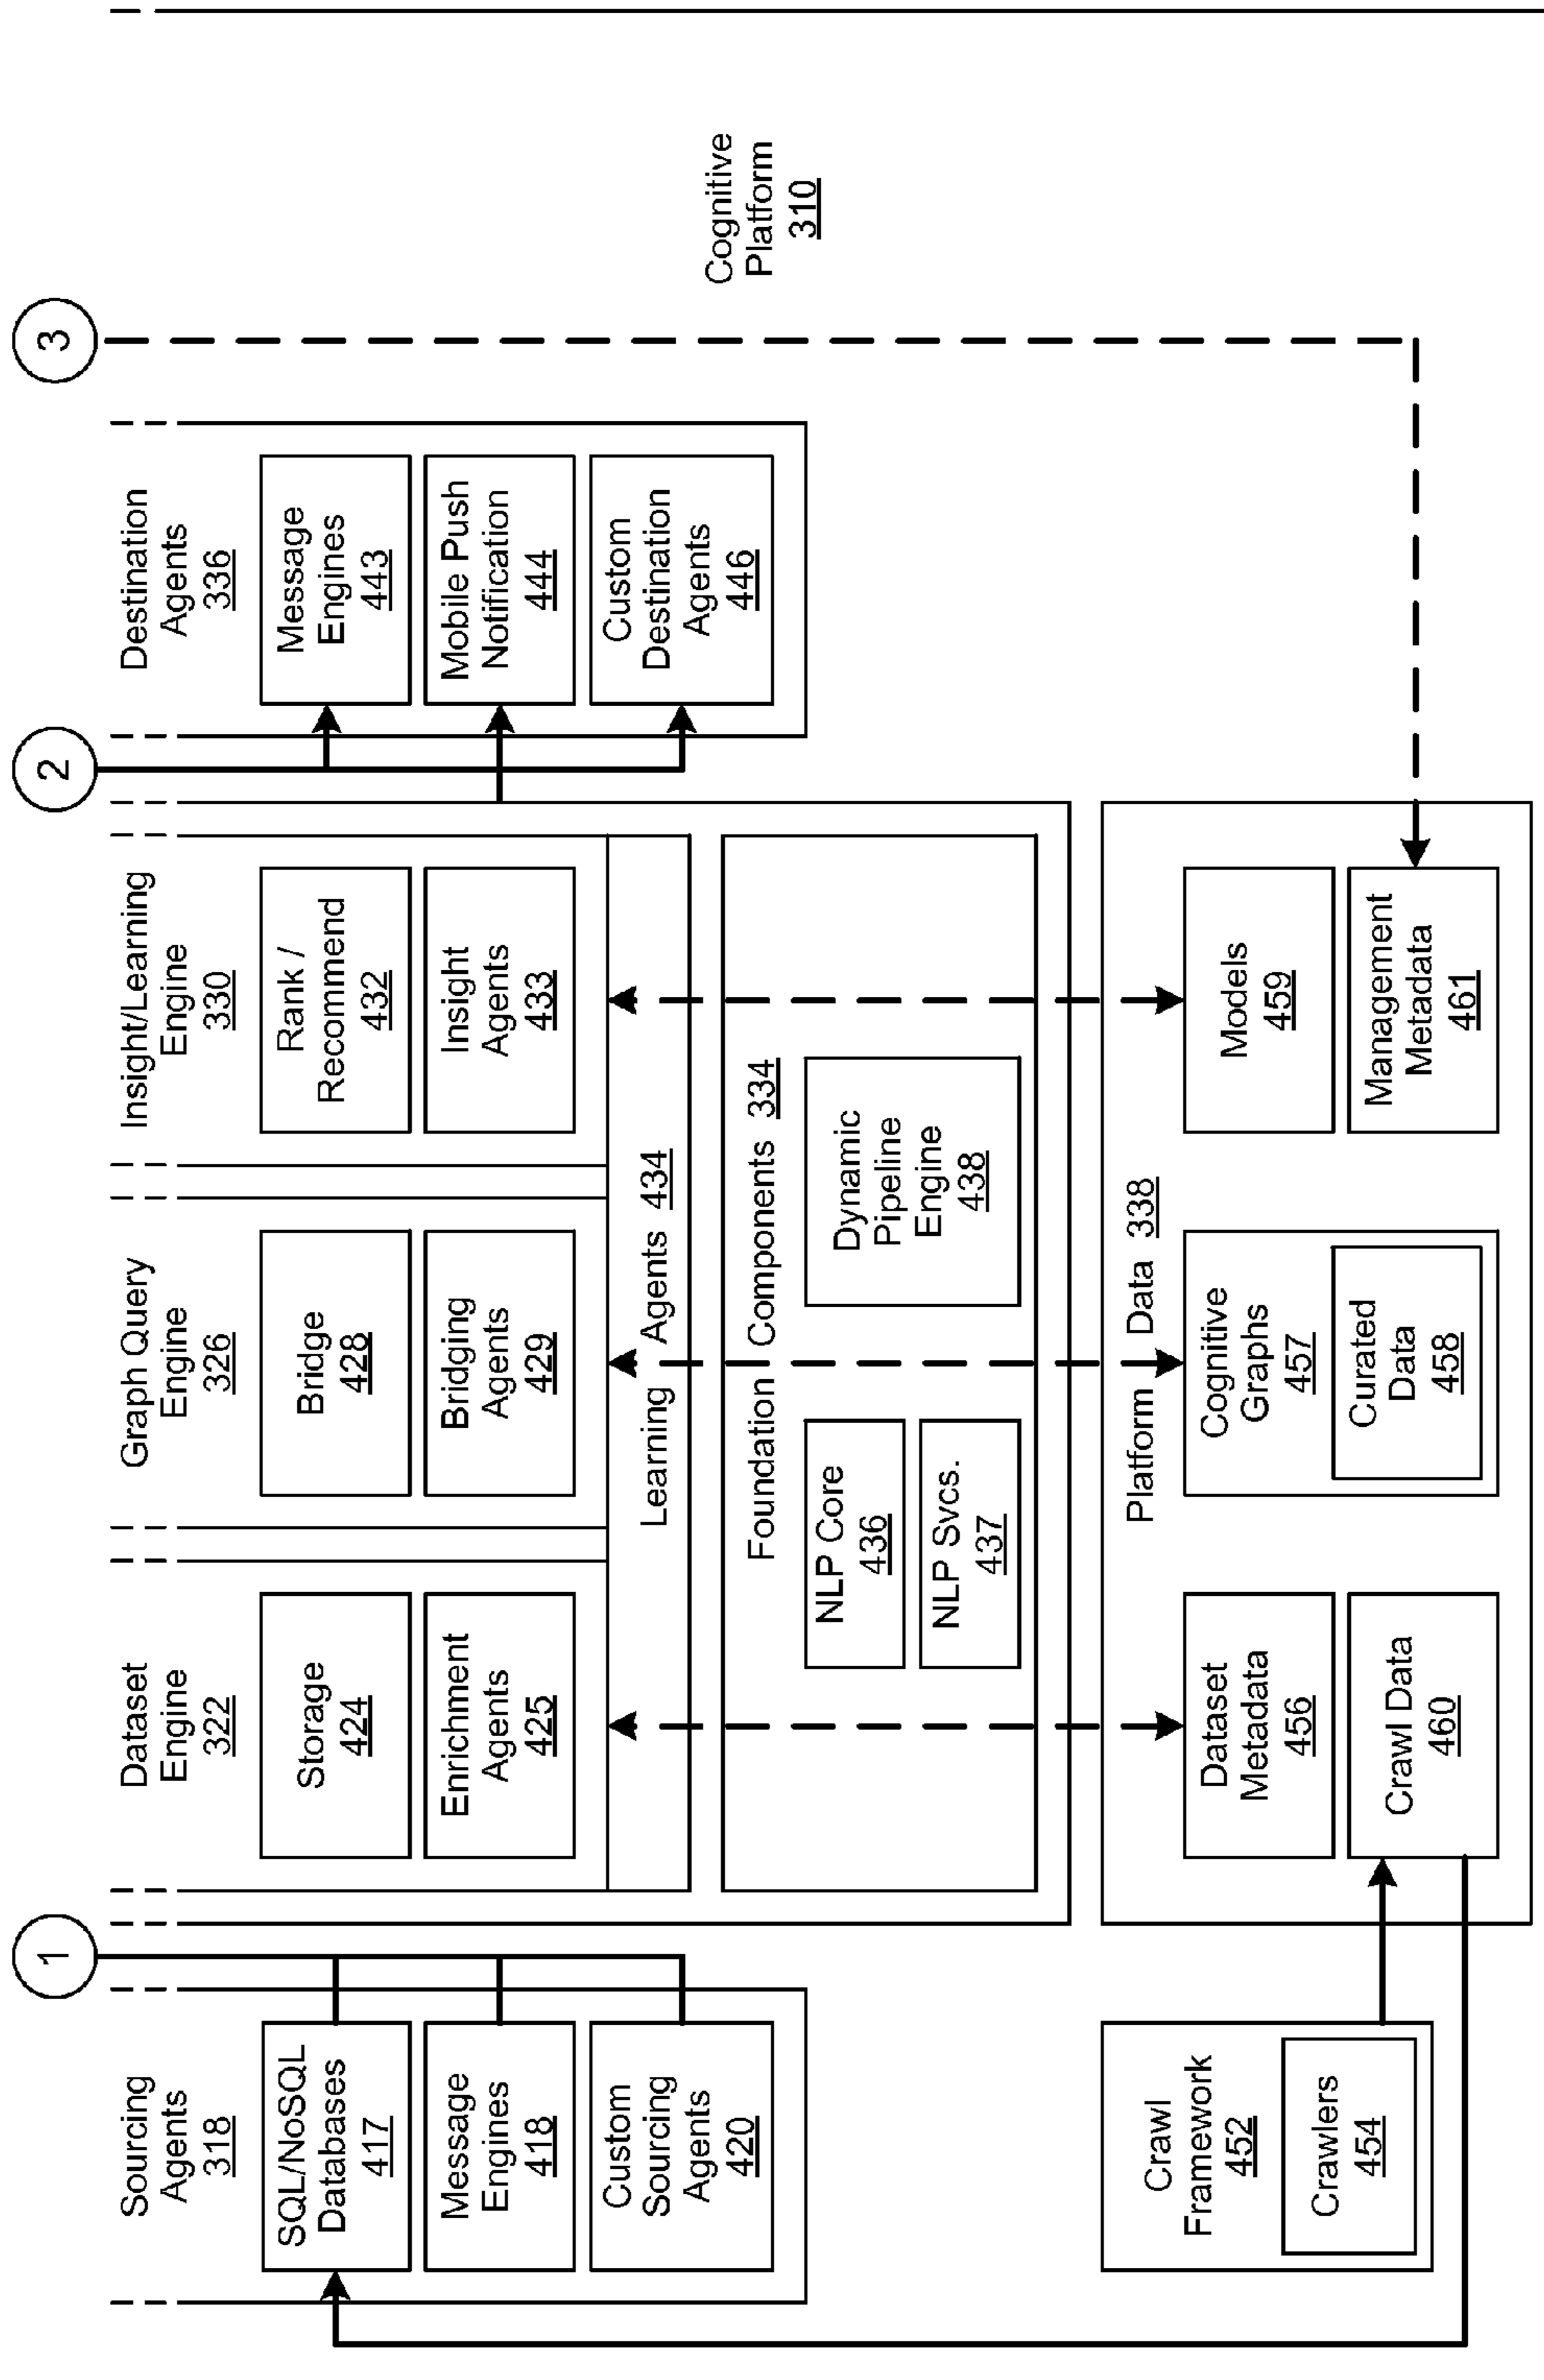 1
2
3
Sourcing
Agents
318
SQL/NoSQL
Databases
417
Message
Engines
418
Custom
Sourcing
Agents
420
Dataset
Engine
322
Storage
424
Enrichment
Agents
425
Graph Query
Engine
326
Bridge
428
Bridging
Agents
429
Insight/Learning
Engine
330
Rank /
Recommend
432
Insight
Agents
433
Learning Agents 434
Foundation Components 334
NLP Core
436
NLP Svcs.
437
Dynamic
Pipeline
Engine
438
Destination
Agents
336
Message
Engines
443
Mobile Push
Notification
444
Custom
Destination
Agents
446
Cognitive
Platform
310
Crawl
Framework
452
Crawlers
454
Platform Data 338
Dataset
Metadata
456
Crawl Data
460
Cognitive
Graphs
457
Curated
Data
458
Models
459
Management
Metadata
461